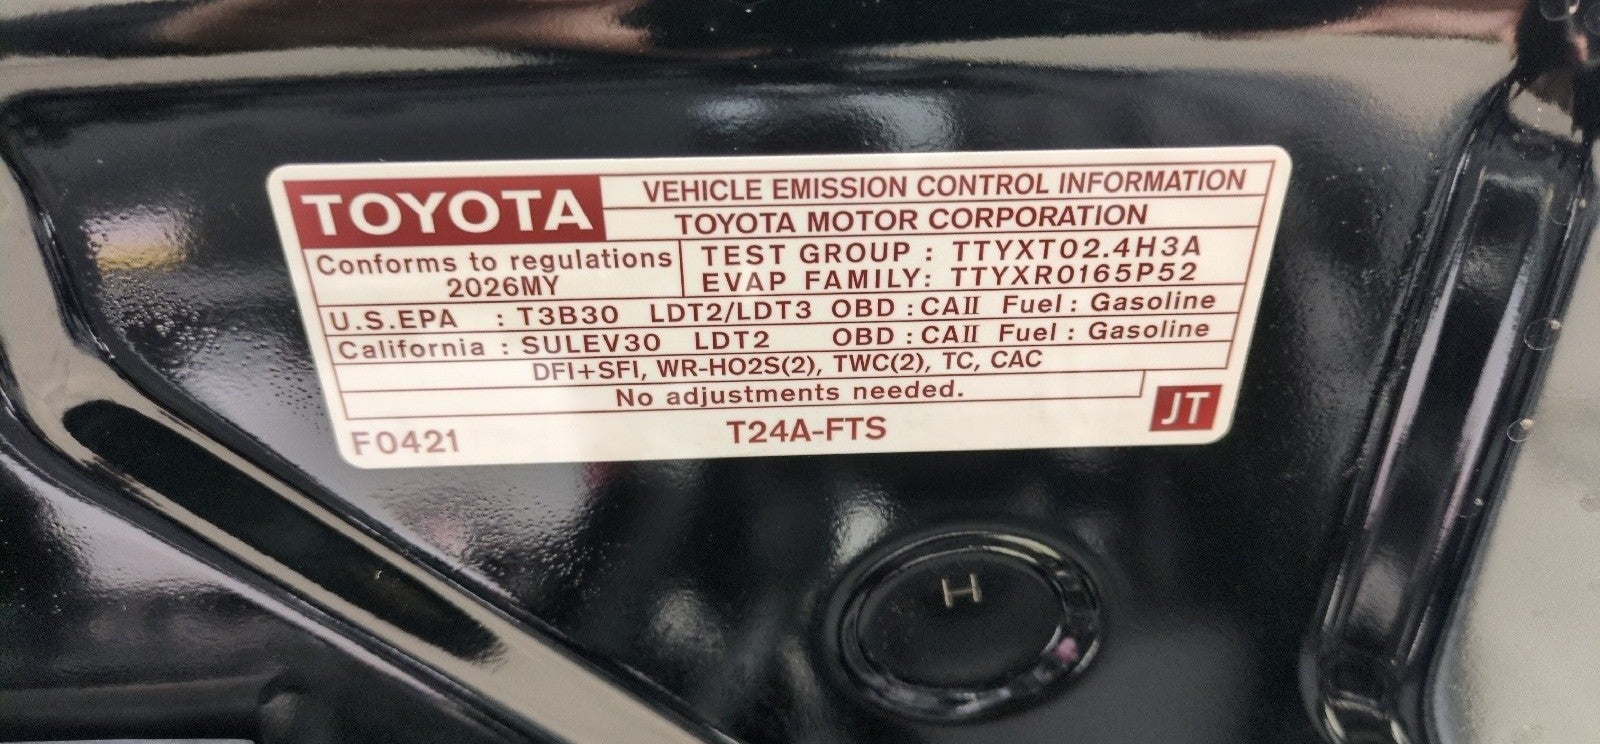 TOYOTA
VEHICLE EMISSION CONTROL INFORMATION
TOYOTA MOTOR CORPORATION
Conforms to regulations
2026MY
TEST GROUP : TTYXT02.4H3A
EVAP FAMILY: TTYXR0165P52
U.S.EPA : T3B30 LDT2/LDT3 OBD : CAII Fuel : Gasoline
California : SULEV30 LDT2 OBD : CAII Fuel : Gasoline
DFI+SFI, WR-HO2S(2), TWC(2), TC, CAC
No adjustments needed.
F0421
T24A-FTS
JT
H